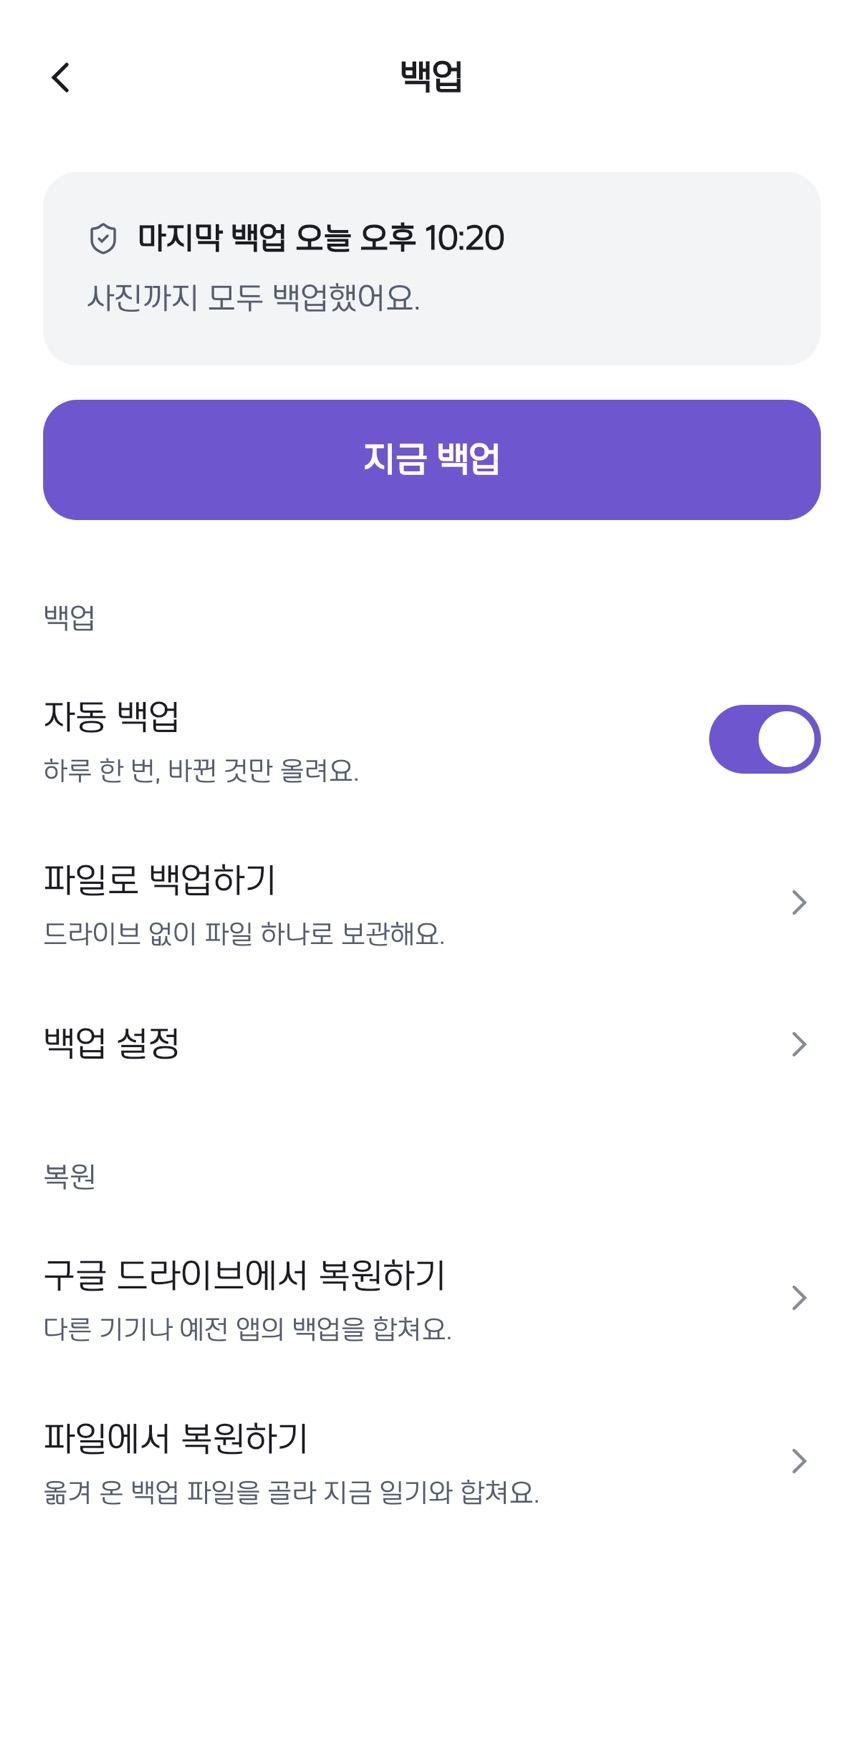 백업
마지막 백업 오늘 오후 10:20
사진까지 모두 백업했어요.
지금 백업
백업
자동 백업
하루 한 번, 바뀐 것만 올려요.
파일로 백업하기
드라이브 없이 파일 하나로 보관해요.
백업 설정
복원
구글 드라이브에서 복원하기
다른 기기나 예전 앱의 백업을 합쳐요.
파일에서 복원하기
옮겨 온 백업 파일을 골라 지금 일기와 합쳐요.